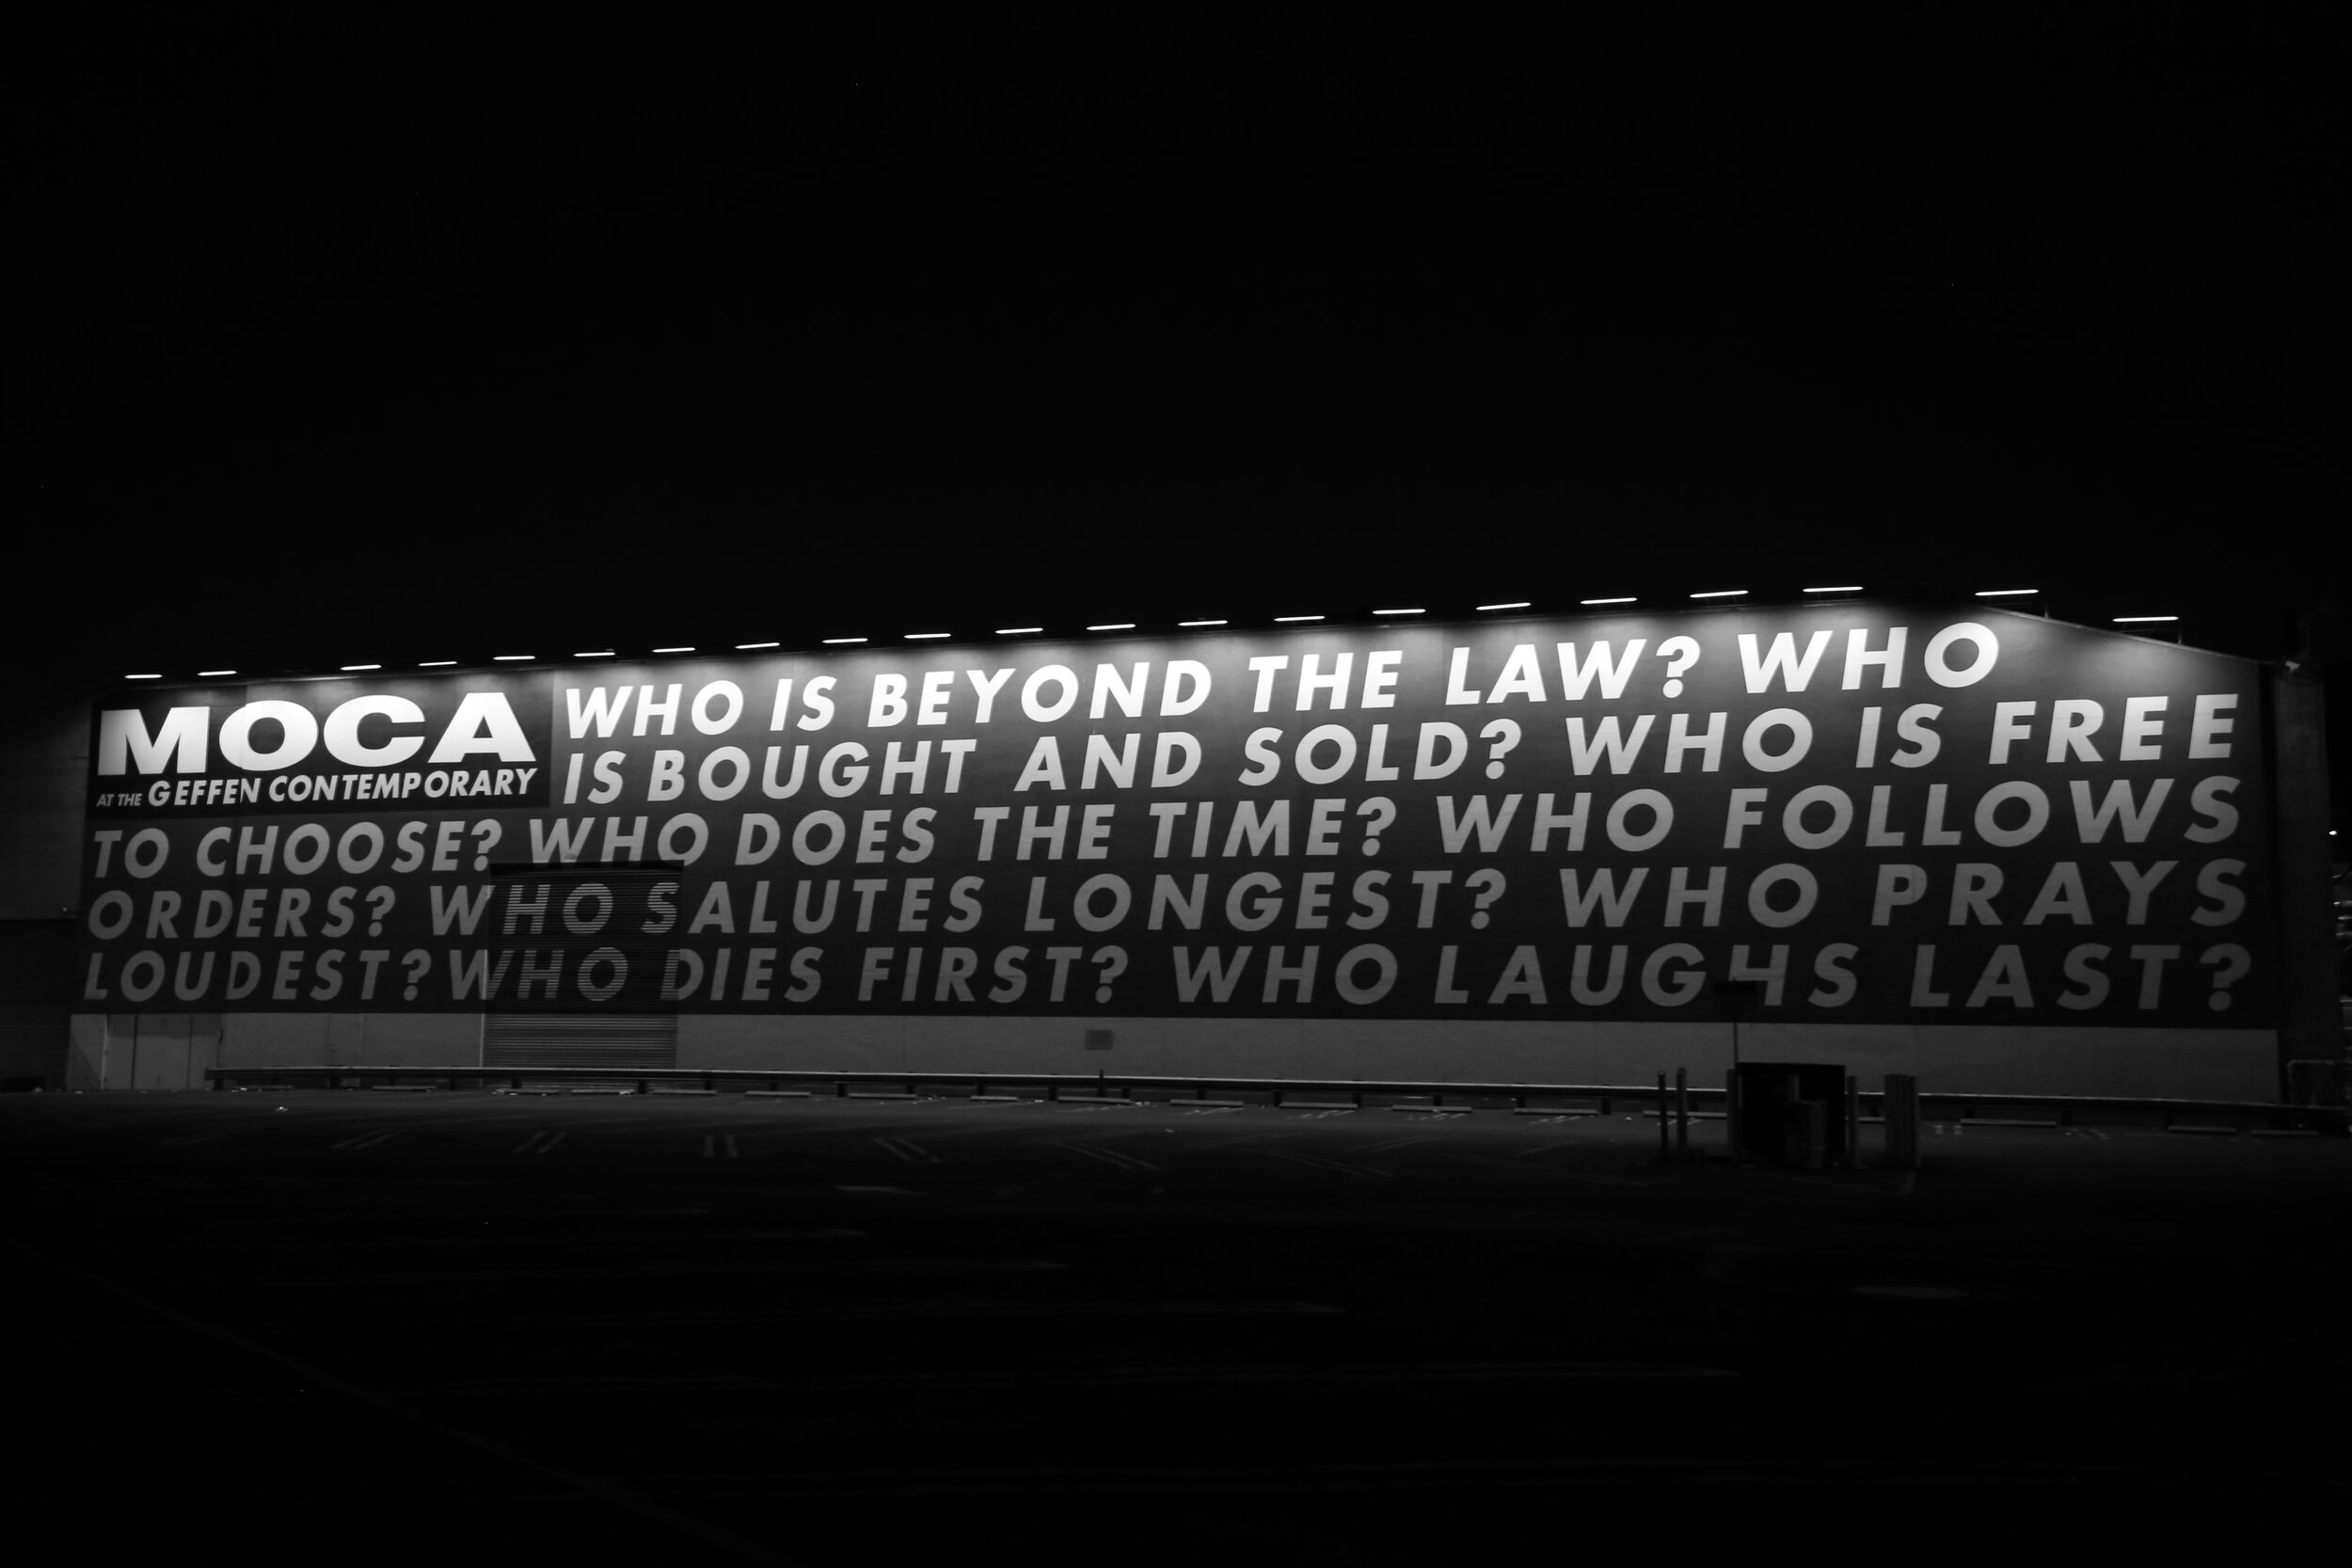 MOCA
AT THE GEFFEN CONTEMPORARY
WHO IS BEYOND THE LAW? WHO
IS BOUGHT AND SOLD? WHO IS FREE
TO CHOOSE? WHO DOES THE TIME? WHO FOLLOWS
ORDERS? WHO SALUTES LONGEST? WHO PRAYS
LOUDEST? WHO DIES FIRST? WHO LAUGHS LAST?